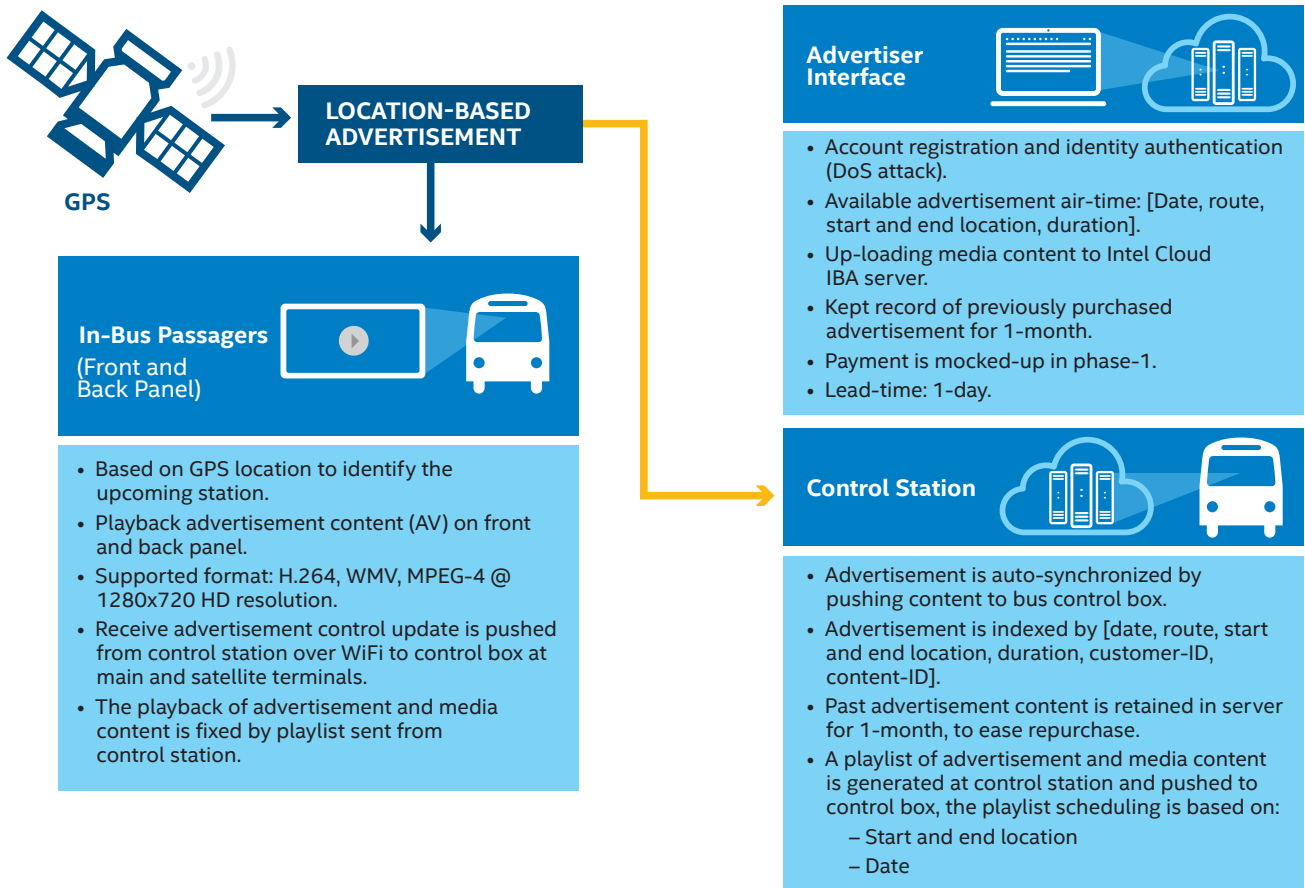 GPS
LOCATION-BASED
ADVERTISEMENT
In-Bus Passagers
(Front and
Back Panel)
• Based on GPS location to identify the
upcoming station.
• Playback advertisement content (AV) on front
and back panel.
• Supported format: H.264, WMV, MPEG-4 @
1280x720 HD resolution.
• Receive advertisement control update is pushed
from control station over WiFi to control box at
main and satellite terminals.
• The playback of advertisement and media
content is fixed by playlist sent from
control station.
Advertiser
Interface
• Account registration and identity authentication
(DoS attack).
• Available advertisement air-time: [Date, route,
start and end location, duration].
• Up-loading media content to Intel Cloud
IBA server.
• Kept record of previously purchased
advertisement for 1-month.
• Payment is mocked-up in phase-1.
• Lead-time: 1-day.
Control Station
• Advertisement is auto-synchronized by
pushing content to bus control box.
• Advertisement is indexed by [date, route, start
and end location, duration, customer-ID,
content-ID].
• Past advertisement content is retained in server
for 1-month, to ease repurchase.
• A playlist of advertisement and media content
is generated at control station and pushed to
control box, the playlist scheduling is based on:
– Start and end location
– Date